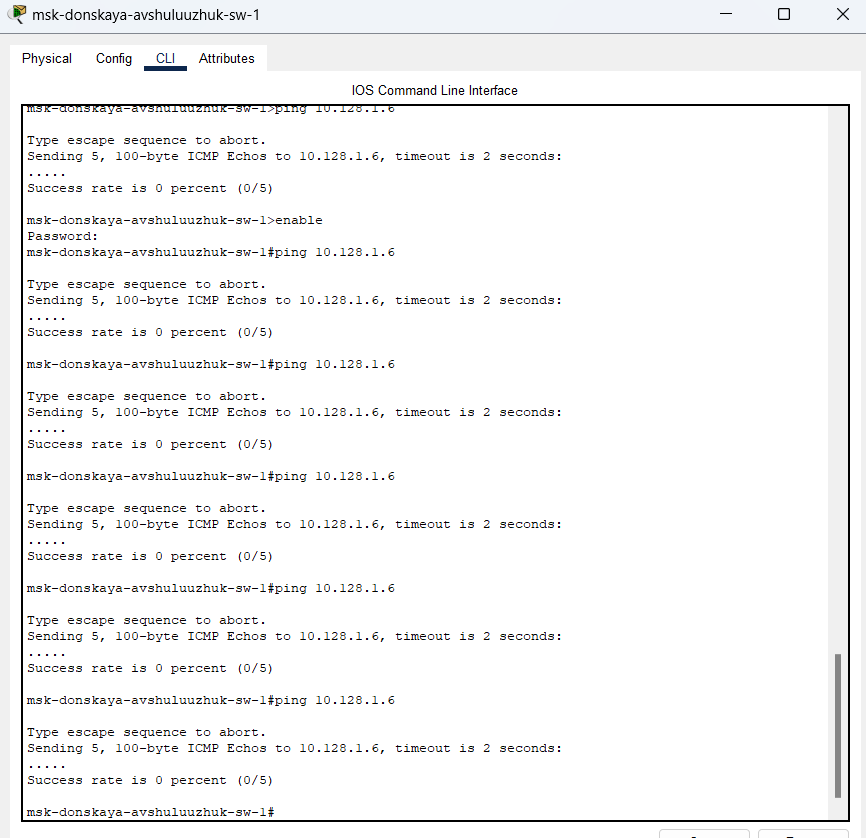 msk-donskaya-avshuluuzhuk-sw-1
Physical Config CLI Attributes
IOS Command Line Interface
msk-donskaya-avshuluuzhuk-sw-1>ping 10.128.1.6
Type escape sequence to abort.
Sending 5, 100-byte ICMP Echos to 10.128.1.6, timeout is 2 seconds:
.....
Success rate is 0 percent (0/5)
msk-donskaya-avshuluuzhuk-sw-1>enable
Password:
msk-donskaya-avshuluuzhuk-sw-1#ping 10.128.1.6
Type escape sequence to abort.
Sending 5, 100-byte ICMP Echos to 10.128.1.6, timeout is 2 seconds:
.....
Success rate is 0 percent (0/5)
msk-donskaya-avshuluuzhuk-sw-1#ping 10.128.1.6
Type escape sequence to abort.
Sending 5, 100-byte ICMP Echos to 10.128.1.6, timeout is 2 seconds:
.....
Success rate is 0 percent (0/5)
msk-donskaya-avshuluuzhuk-sw-1#ping 10.128.1.6
Type escape sequence to abort.
Sending 5, 100-byte ICMP Echos to 10.128.1.6, timeout is 2 seconds:
.....
Success rate is 0 percent (0/5)
msk-donskaya-avshuluuzhuk-sw-1#ping 10.128.1.6
Type escape sequence to abort.
Sending 5, 100-byte ICMP Echos to 10.128.1.6, timeout is 2 seconds:
.....
Success rate is 0 percent (0/5)
msk-donskaya-avshuluuzhuk-sw-1#ping 10.128.1.6
Type escape sequence to abort.
Sending 5, 100-byte ICMP Echos to 10.128.1.6, timeout is 2 seconds:
.....
Success rate is 0 percent (0/5)
msk-donskaya-avshuluuzhuk-sw-1#